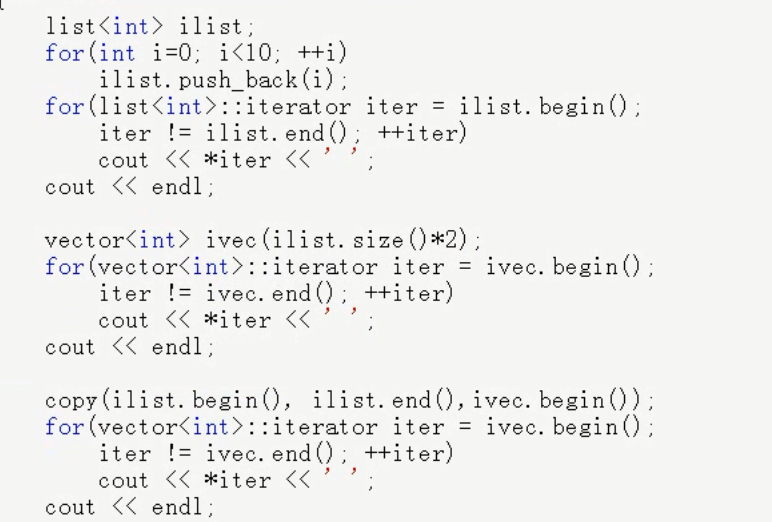 list<int> ilist;
for(int i=0; i<10; ++i)
ilist.push_back(i);
for(list<int>::iterator iter = ilist.begin();
iter != ilist.end(); ++iter)
cout << *iter << ' ';
cout << endl;
vector<int> ivec(ilist.size()*2);
for(vector<int>::iterator iter = ivec.begin();
iter != ivec.end(); ++iter)
cout << *iter << ' ';
cout << endl;
copy(ilist.begin(), ilist.end(),ivec.begin());
for(vector<int>::iterator iter = ivec.begin();
iter != ivec.end(); ++iter)
cout << *iter << ' ';
cout << endl;